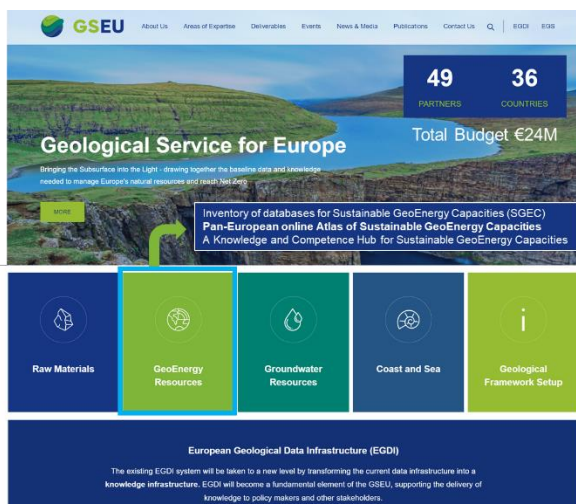 GSEU
About Us Areas of Expertise Deliverables Events News & Media Publications Contact Us EGDI EGS
49 36
PARTNERS COUNTRIES
Total Budget €24M
Geological Service for Europe
Bringing the Subsurface into the Light - drawing together the baseline data and knowledge
needed to manage Europe's natural resources and reach Net Zero
MORE
Inventory of databases for Sustainable GeoEnergy Capacities (SGEC)
Pan-European online Atlas of Sustainable GeoEnergy Capacities
A Knowledge and Competence Hub for Sustainable GeoEnergy Capacities
Raw Materials
GeoEnergy
Resources
Groundwater
Resources
Coast and Sea
Geological
Framework Setup
European Geological Data Infrastructure (EGDI)
The existing EGDI system will be taken to a new level by transforming the current data infrastructure into a
knowledge infrastructure. EGDI will become a fundamental element of the GSEU, supporting the delivery of
knowledge to policy makers and other stakeholders.